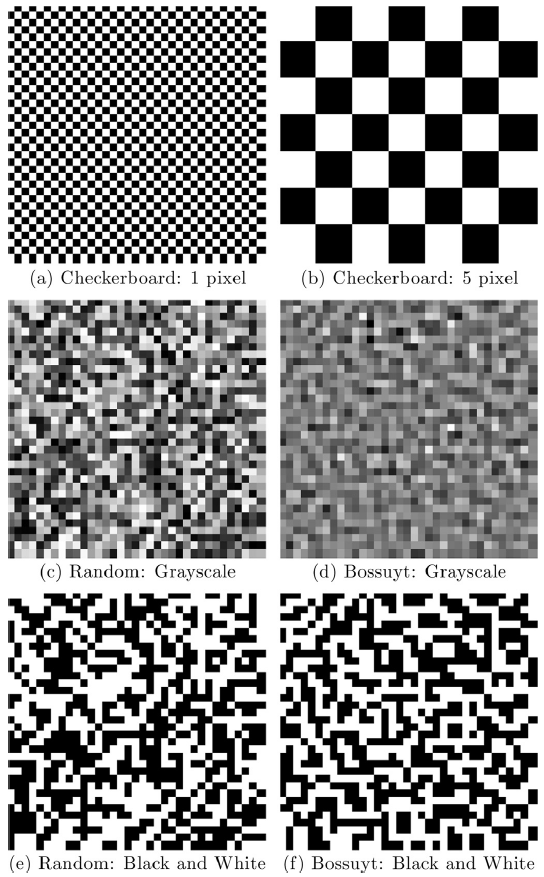 (a) Checkerboard: 1 pixel
(b) Checkerboard: 5 pixel
(c) Random: Grayscale
(d) Bossuyt: Grayscale
(e) Random: Black and White
(f) Bossuyt: Black and White